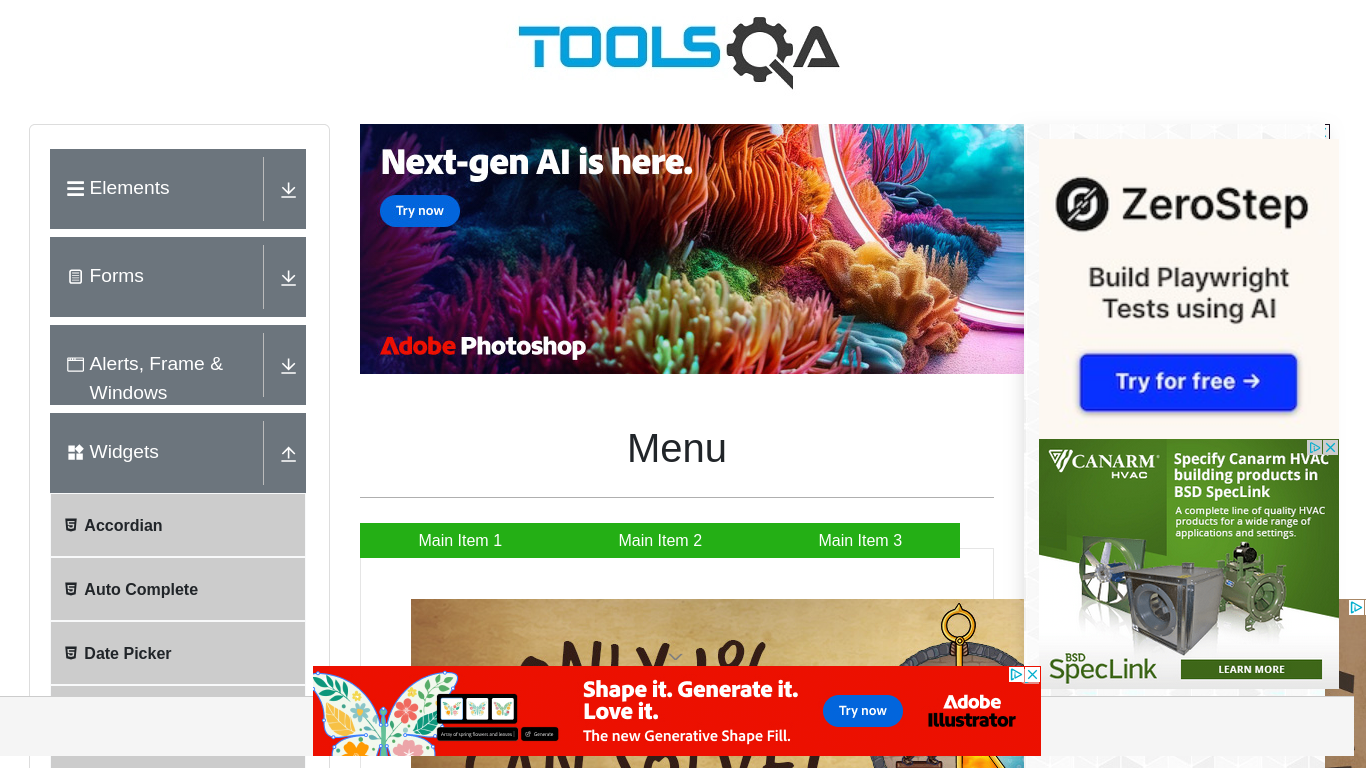 TOOLSQA
Elements
Forms
Alerts, Frame &
Windows
Widgets
Accordian
Auto Complete
Date Picker
Next-gen AI is here.
Try now
Adobe Photoshop
Menu
Main Item 1
Main Item 2
Main Item 3
ONLY 1%
CAN SOLVE!
Shape it. Generate it.
Love it.
The new Generative Shape Fill.
Array of spring flowers and leaves
Generate
Try now
Adobe
Illustrator
ZeroStep
Build Playwright
Tests using AI
Try for free →
CANARM
HVAC
Specify Canarm HVAC
building products in
BSD SpecLink
A complete line of quality HVAC
products for a wide range of
applications and settings.
BSD
SpecLink
LEARN MORE